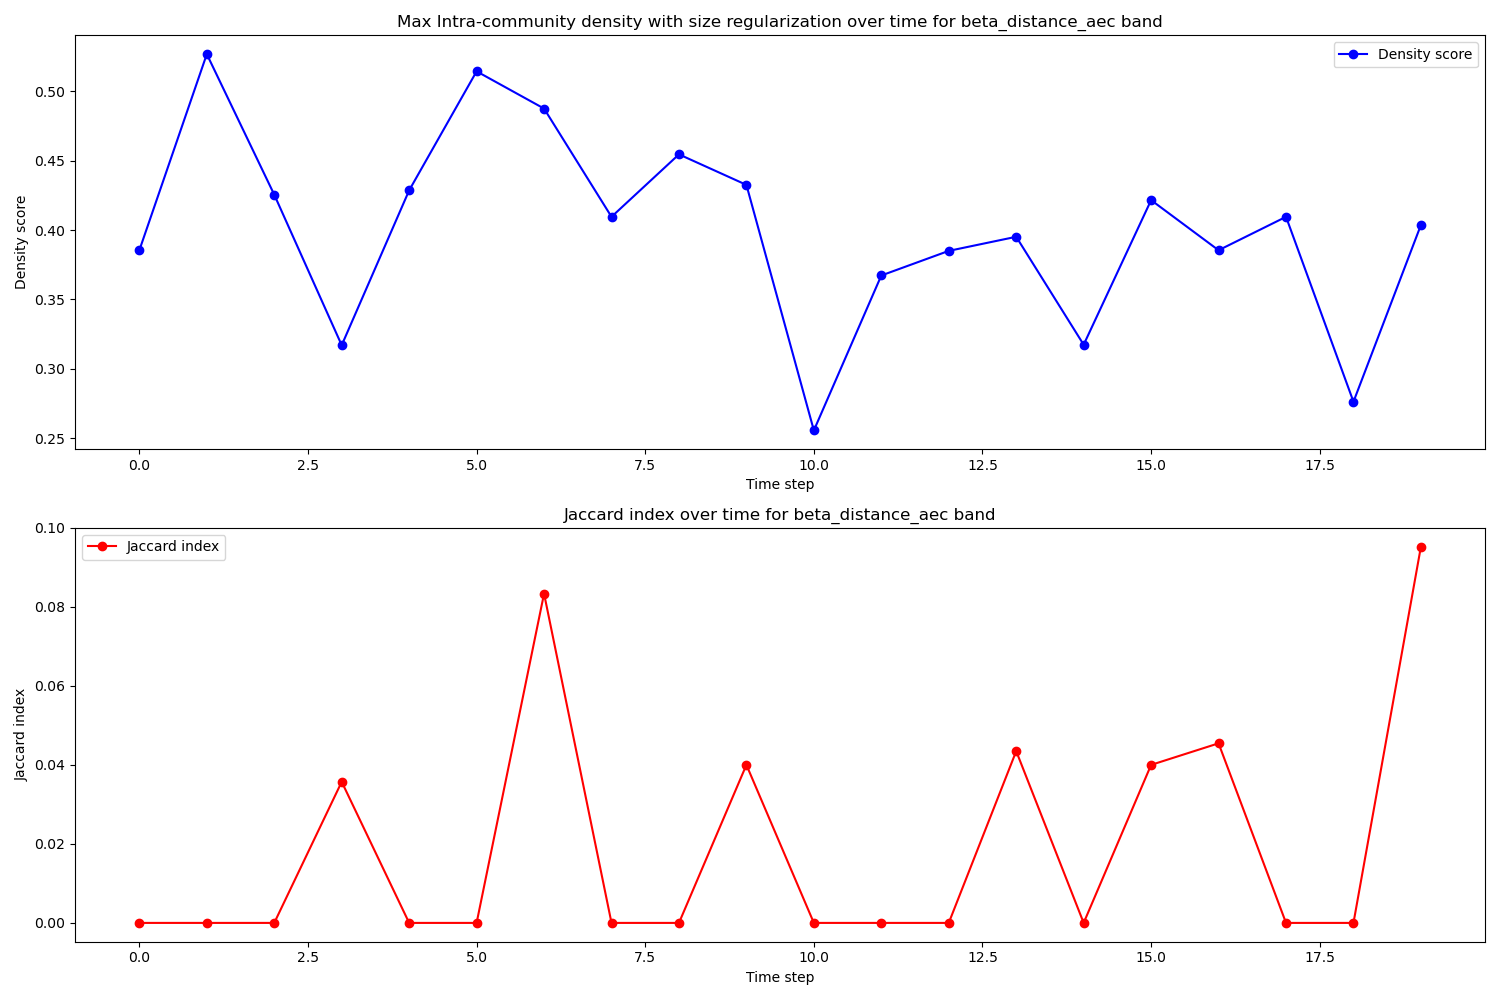 Max Intra-community density with size regularization over time for beta_distance_aec band
Density score
0.50
0.45
0.40
0.35
0.30
0.25
Density score
0.0 2.5 5.0 7.5 10.0 12.5 15.0 17.5
Time step
Jaccard index over time for beta_distance_aec band
Jaccard index
0.10
0.08
0.06
0.04
0.02
0.00
Jaccard index
0.0 2.5 5.0 7.5 10.0 12.5 15.0 17.5
Time step